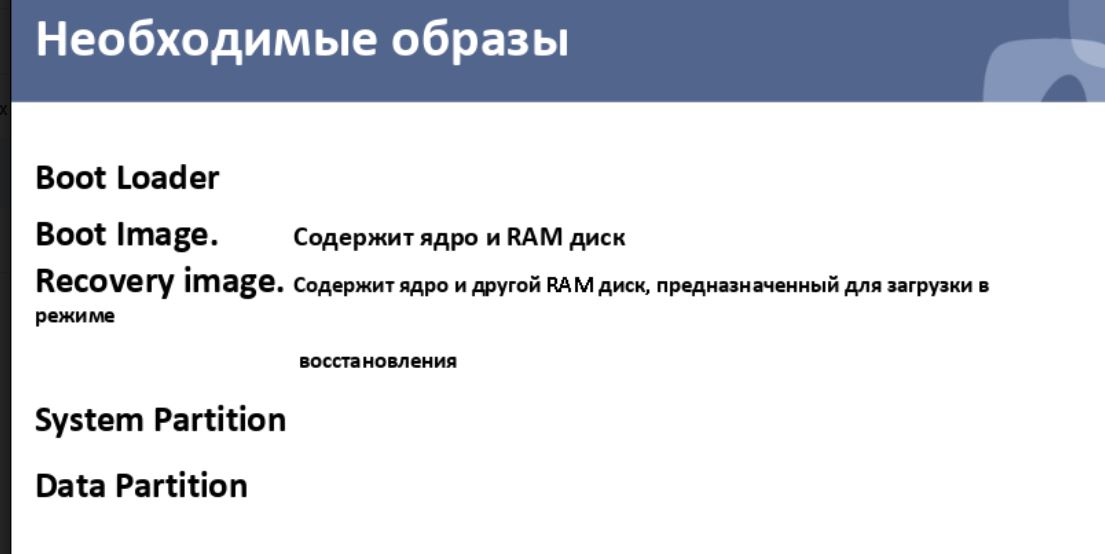 Необходимые образы
Boot Loader
Boot Image. Содержит ядро и RAM диск
Recovery image. Содержит ядро и другой RAM диск, предназначенный для загрузки в
режиме
восстановления
System Partition
Data Partition